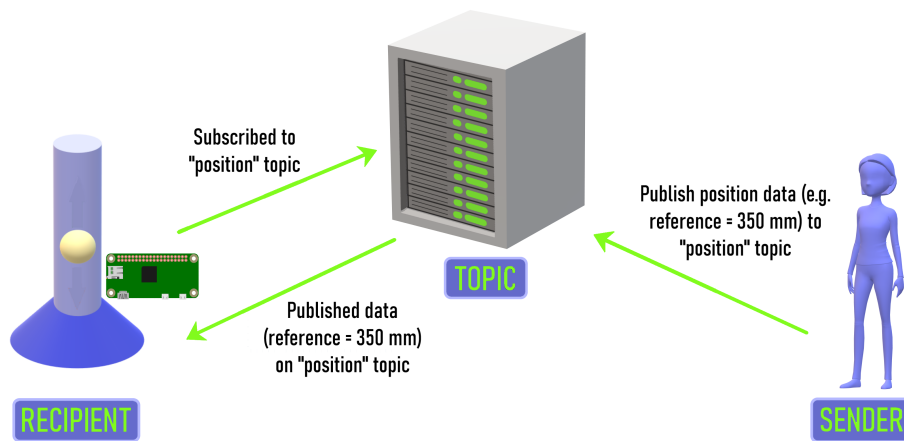 Subscribed to
"position" topic
Publish position data (e.g.
reference = 350 mm) to
"position" topic
TOPIC
Published data
(reference = 350 mm)
on "position" topic
RECIPIENT
SENDER